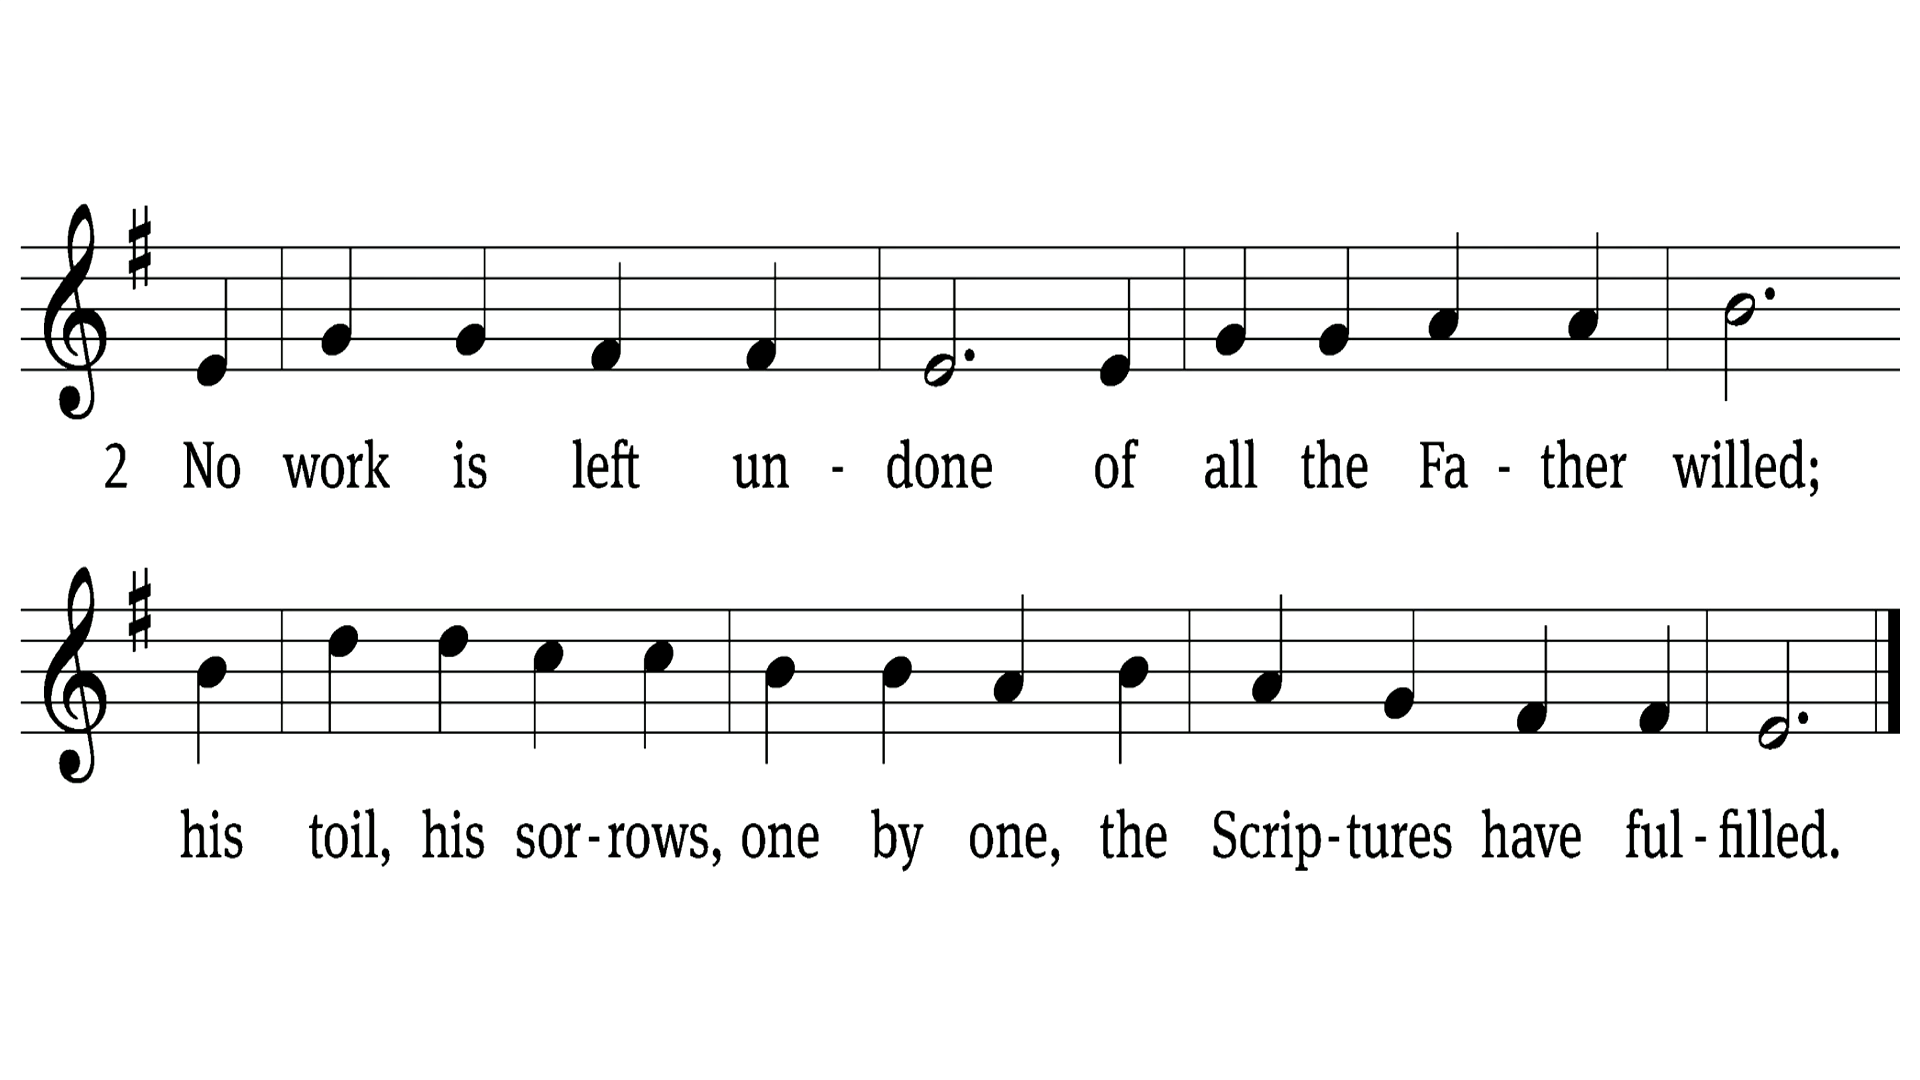 2 No work is left un - done of all the Fa - ther willed;
his toil, his sor - rows, one by one, the Scrip - tures have ful - filled.